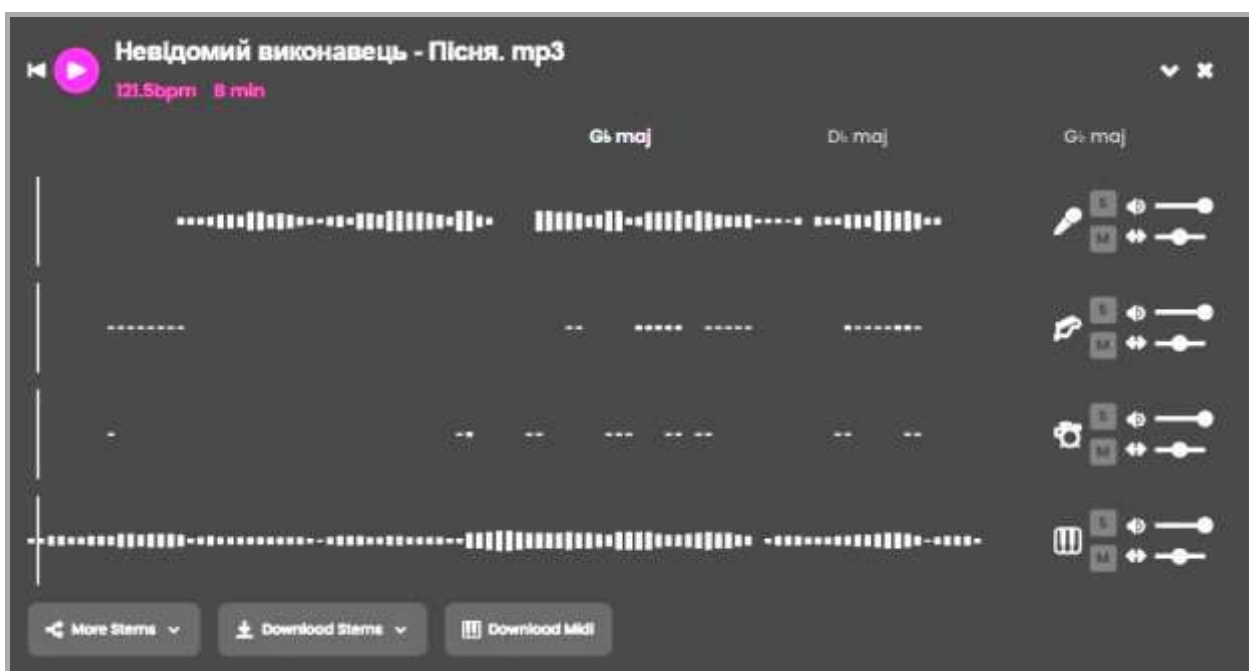 Невідомий виконавець - Пісня. mp3
121.5bpm 8 min
G♭ maj D♭ maj G♭ maj
S
M
S
M
S
M
S
M
More Stems Download Stems Download Midi